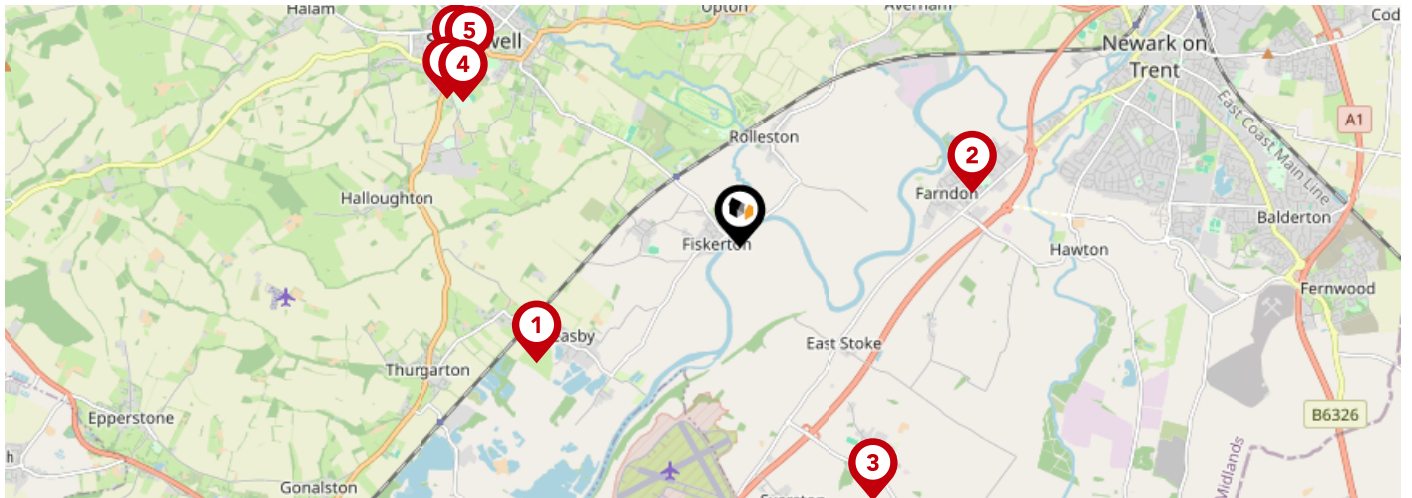 Halam
Upton
Averham
Cod
5
4
Newark on
Trent
East Coast Main Line
A1
Rolleston
2
Farndon
Halloughton
Balderton
Fiskerton
Hawton
Fernwood
1
East Stoke
Thurgarton
Epperstone
B6326
h
3
Midlands
Gonalston